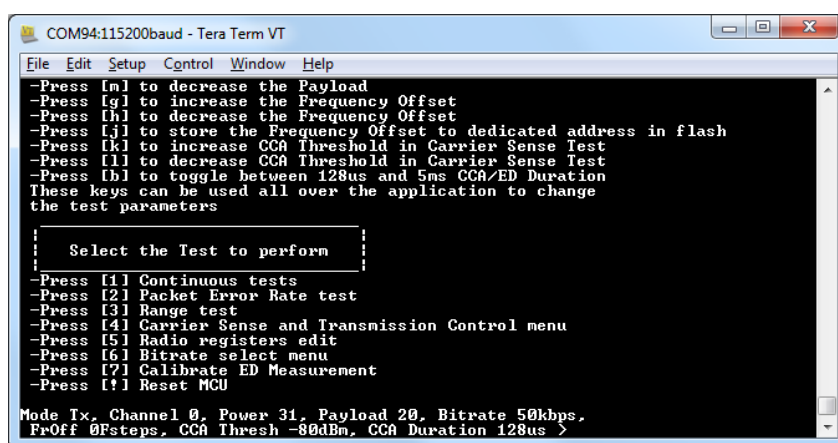 COM94:115200baud - Tera Term VT
File Edit Setup Control Window Help
-Press [m] to decrease the Payload
-Press [g] to increase the Frequency Offset
-Press [h] to decrease the Frequency Offset
-Press [j] to store the Frequency Offset to dedicated address in flash
-Press [k] to increase CCA Threshold in Carrier Sense Test
-Press [l] to decrease CCA Threshold in Carrier Sense Test
-Press [b] to toggle between 128us and 5ms CCA/ED Duration
These keys can be used all over the application to change
the test parameters
Select the Test to perform
-Press [1] Continuous tests
-Press [2] Packet Error Rate test
-Press [3] Range test
-Press [4] Carrier Sense and Transmission Control menu
-Press [5] Radio registers edit
-Press [6] Bitrate select menu
-Press [7] Calibrate ED Measurement
-Press [!] Reset MCU
Mode Tx, Channel 0, Power 31, Payload 20, Bitrate 50kbps,
FrOff 0Fsteps, CCA Thresh -80dBm, CCA Duration 128us >